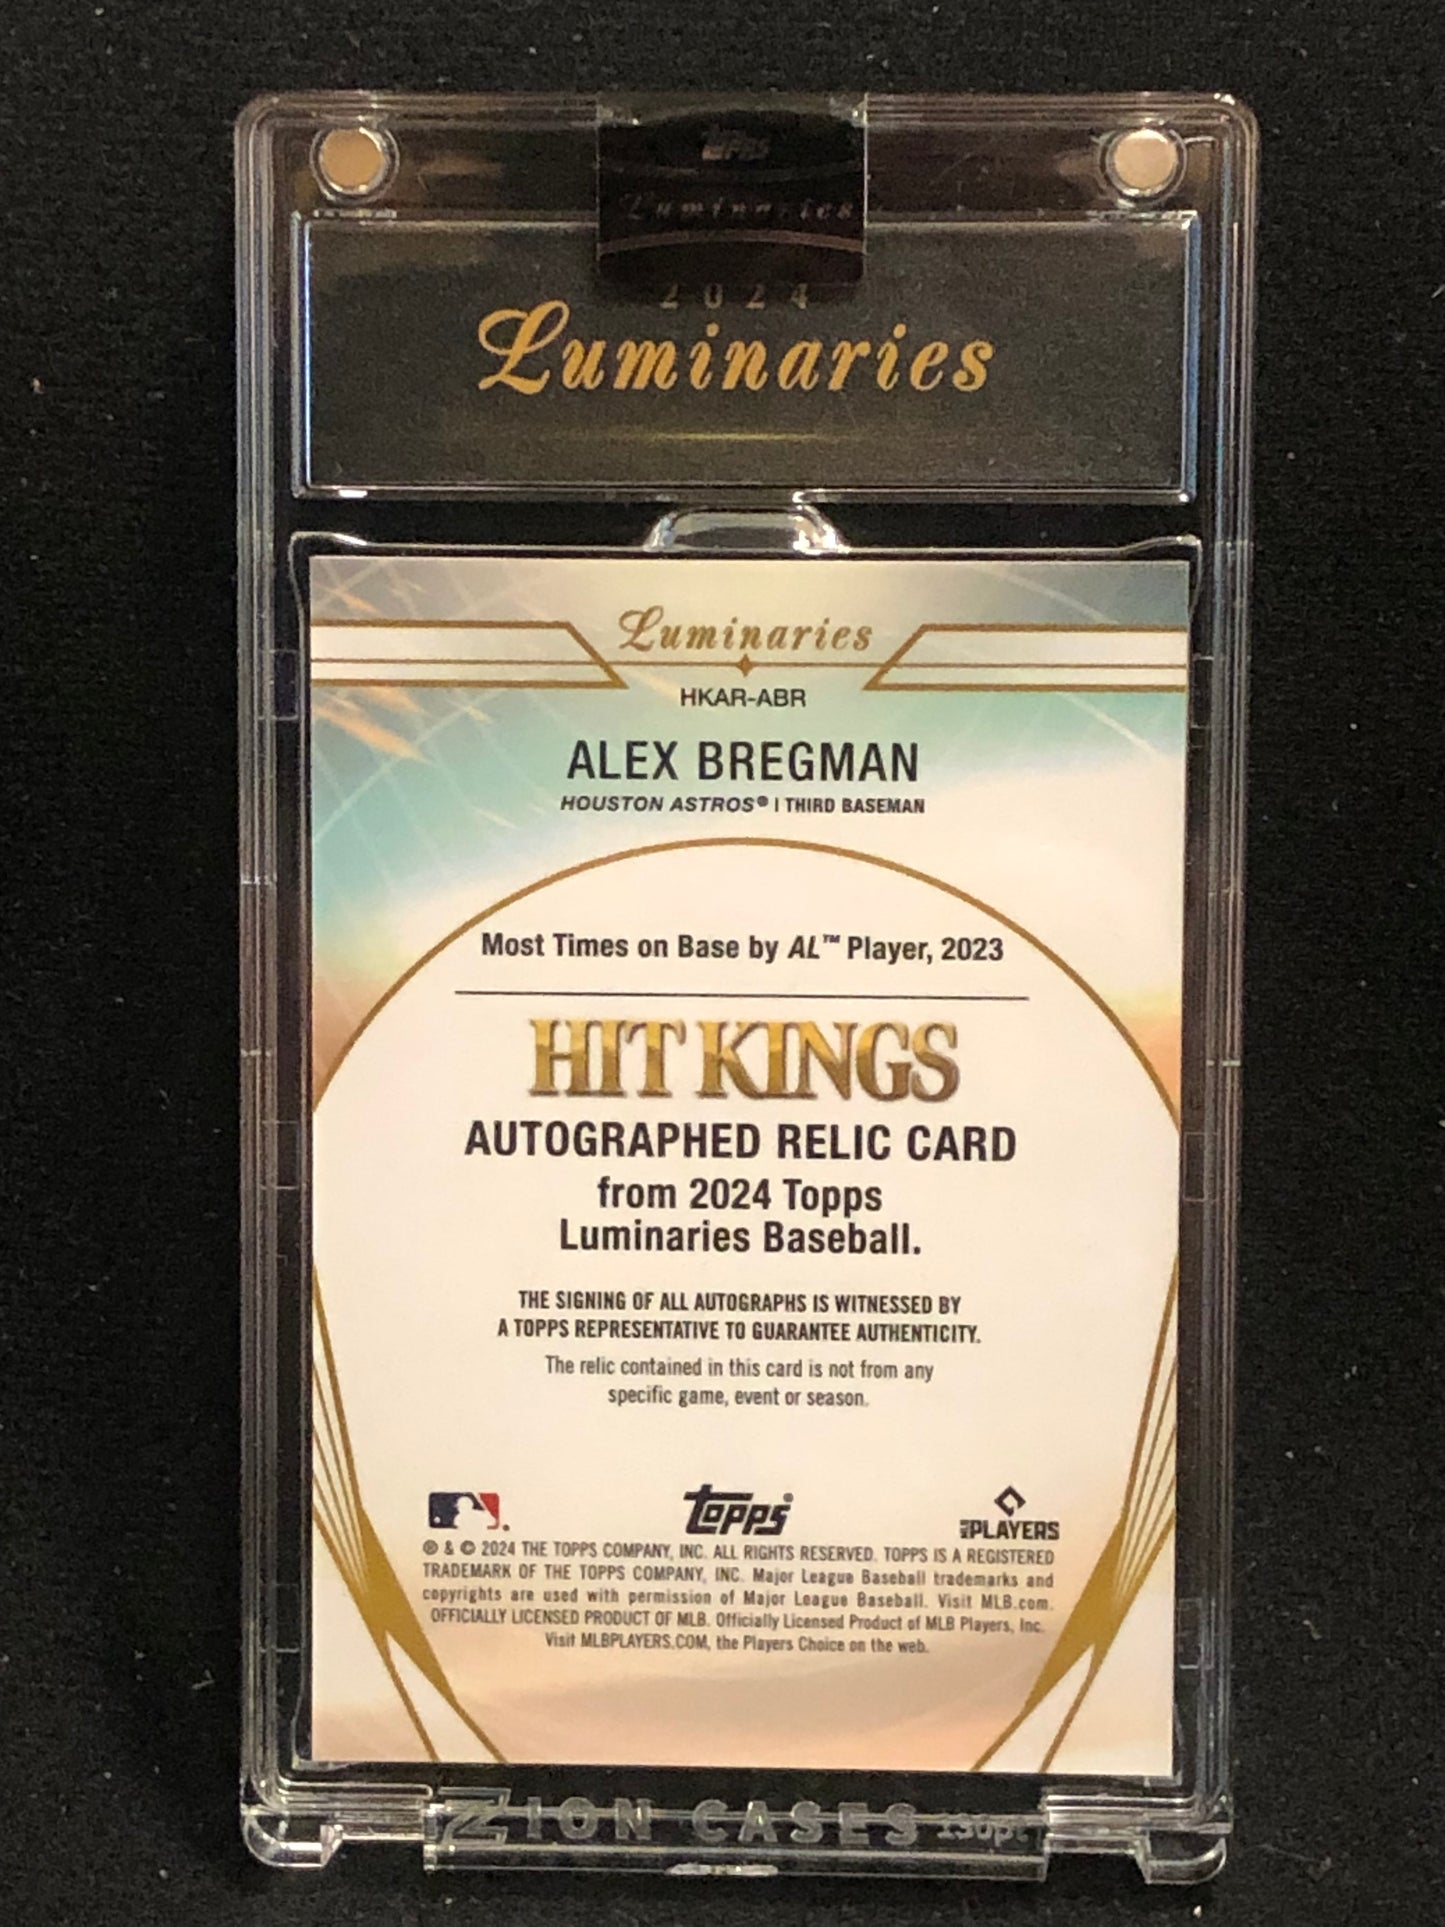 Topps
Luminaries
2024
Luminaries
Luminaries
HKAR-ABR
ALEX BREGMAN
HOUSTON ASTROS® | THIRD BASEMAN
Most Times on Base by AL™ Player, 2023
HIT KINGS
AUTOGRAPHED RELIC CARD
from 2024 Topps
Luminaries Baseball.
THE SIGNING OF ALL AUTOGRAPHS IS WITNESSED BY
A TOPPS REPRESENTATIVE TO GUARANTEE AUTHENTICITY.
The relic contained in this card is not from any
specific game, event or season.
Topps®
MLB PLAYERS
® & © 2024 THE TOPPS COMPANY, INC. ALL RIGHTS RESERVED. TOPPS IS A REGISTERED
TRADEMARK OF THE TOPPS COMPANY, INC. Major League Baseball trademarks and
copyrights are used with permission of Major League Baseball. Visit MLB.com.
OFFICIALLY LICENSED PRODUCT OF MLB. Officially Licensed Product of MLB Players, Inc.
Visit MLBPLAYERS.COM, the Players Choice on the web.
ZION CASES 130pt